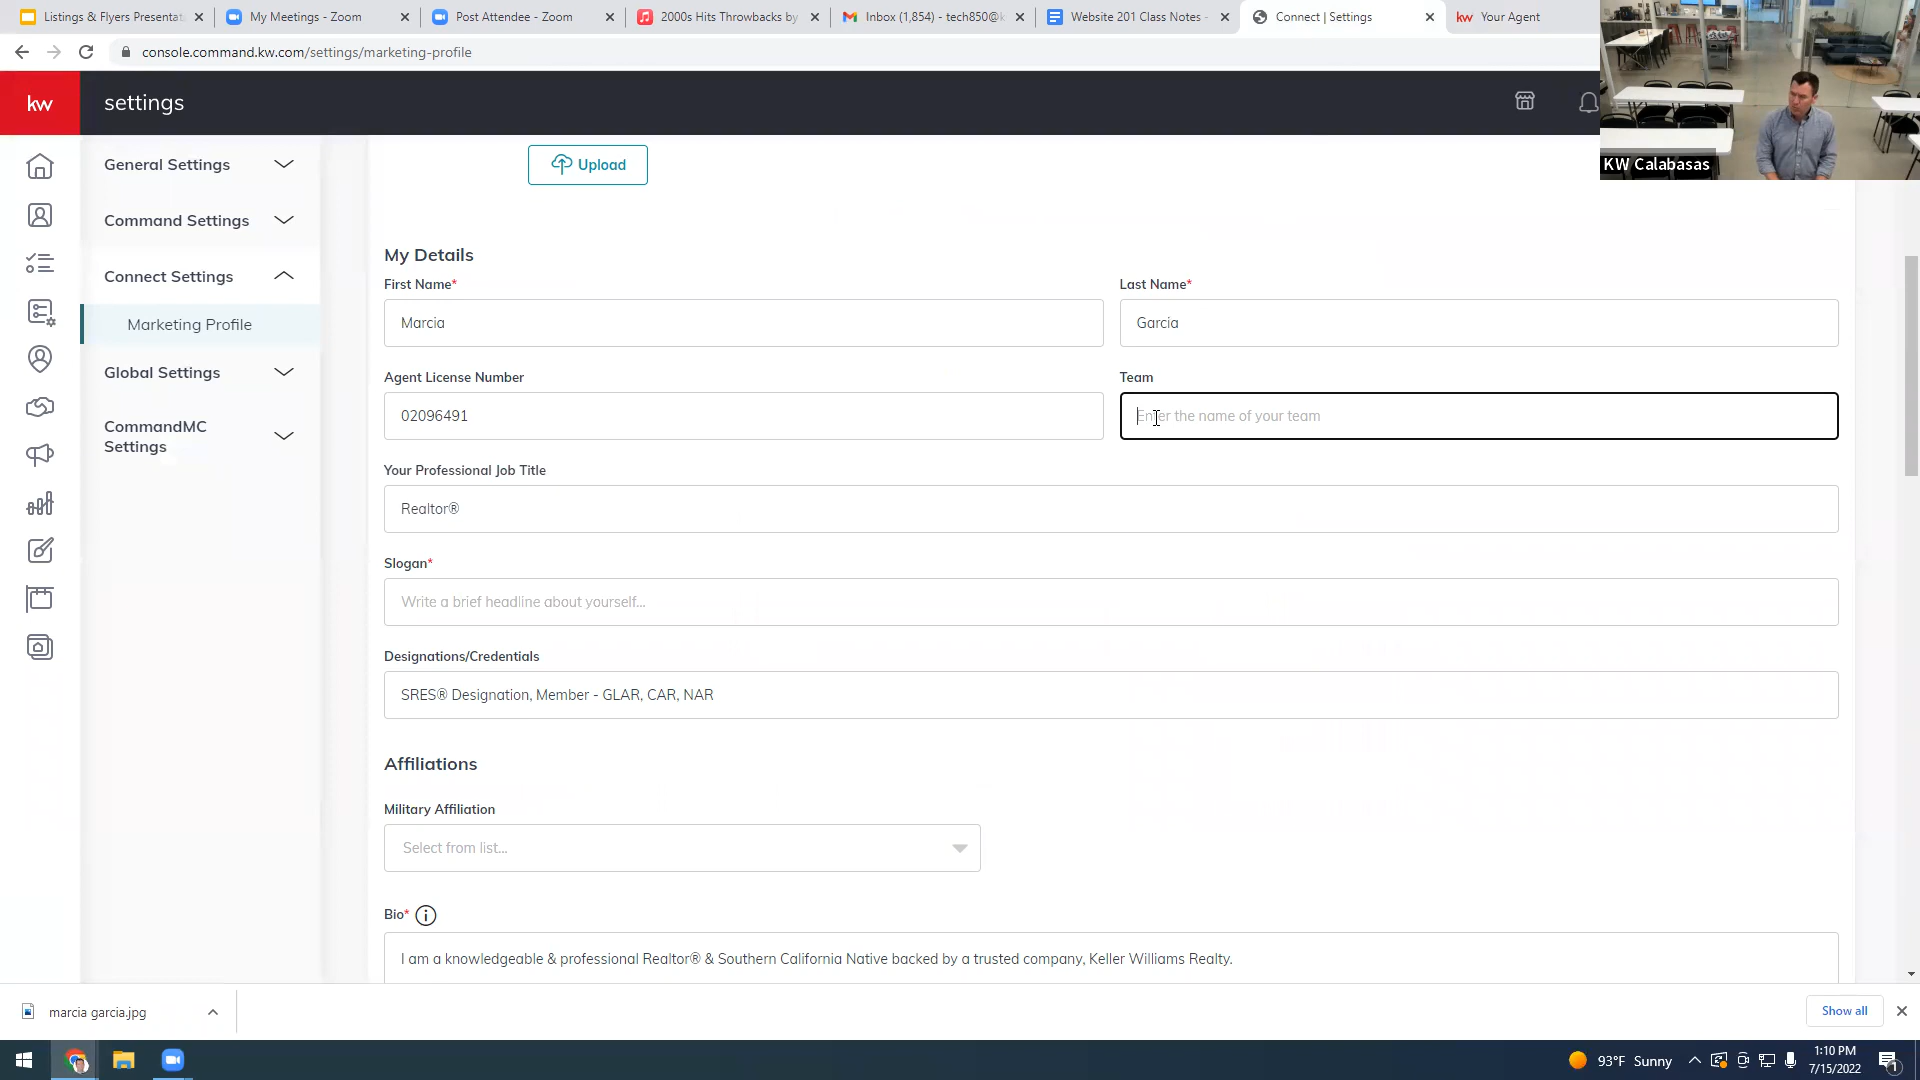 Listings & Flyers Presentat
My Meetings - Zoom
Post Attendee - Zoom
2000s Hits Throwbacks by
Inbox (1,854) - tech850@k
Website 201 Class Notes -
Connect | Settings
kw Your Agent
console.command.kw.com/settings/marketing-profile
kw
settings
KW Calabasas
General Settings
Command Settings
Connect Settings
Marketing Profile
Global Settings
CommandMC
Settings
Upload
My Details
First Name*
Last Name*
Marcia
Garcia
Agent License Number
Team
02096491
Enter the name of your team
Your Professional Job Title
Realtor®
Slogan*
Write a brief headline about yourself...
Designations/Credentials
SRES® Designation, Member - GLAR, CAR, NAR
Affiliations
Military Affiliation
Select from list...
Bio*
I am a knowledgeable & professional Realtor® & Southern California Native backed by a trusted company, Keller Williams Realty.
marcia garcia.jpg
Show all
93°F Sunny
1:10 PM
7/15/2022
1